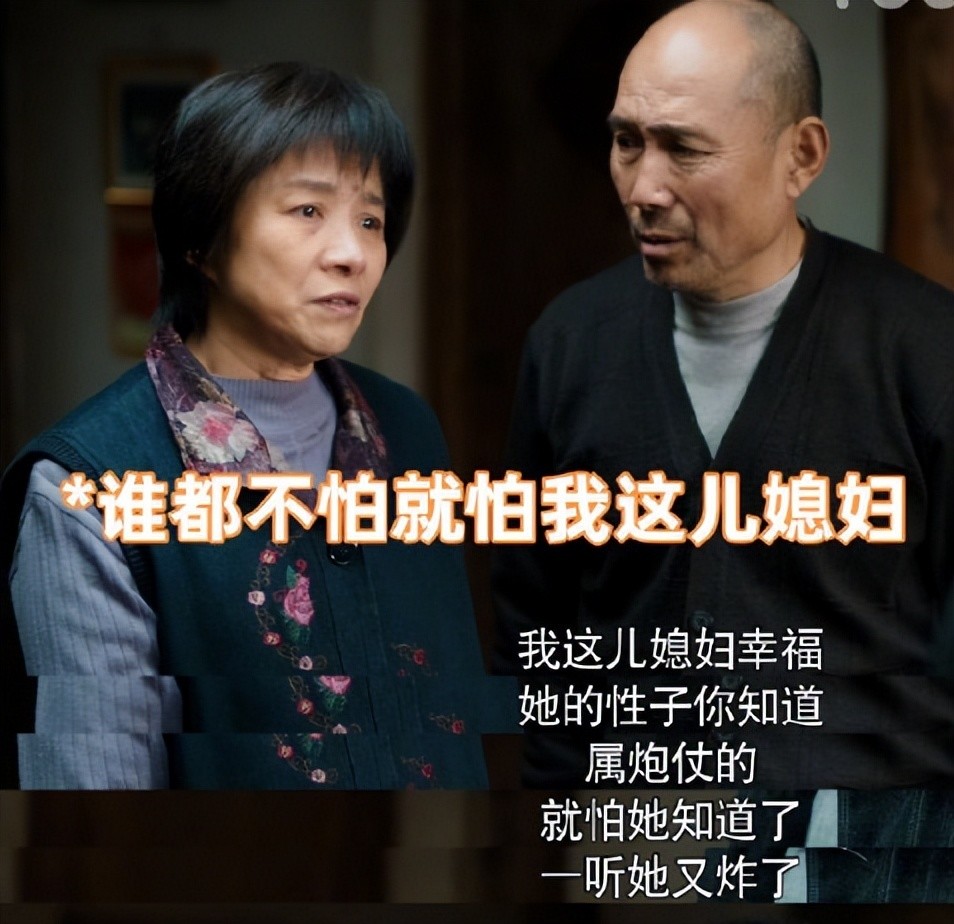 *谁都不怕就怕我这儿媳妇
我这儿媳妇幸福
她的性子你知道
属炮仗的
就怕她知道了
一听她又炸了